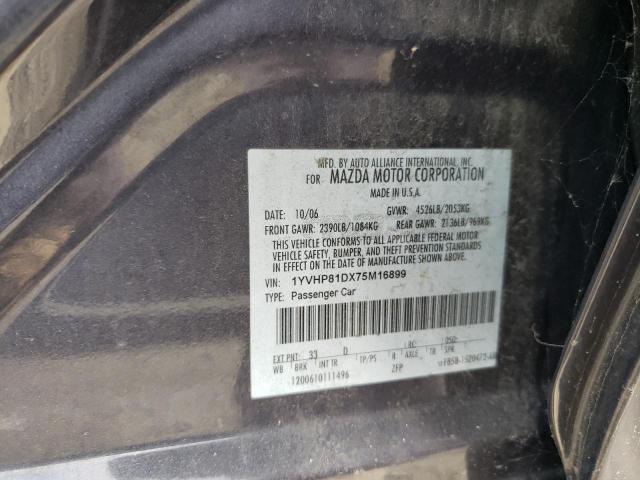 MFD. BY AUTO ALLIANCE INTERNATIONAL, INC.
FOR MAZDA MOTOR CORPORATION
MADE IN U.S.A.
DATE: 10/06 GVWR: 4526LB/2053KG
FRONT GAWR: 2390LB/1084KG REAR GAWR: 2136LB/969KG
THIS VEHICLE CONFORMS TO ALL APPLICABLE FEDERAL MOTOR
VEHICLE SAFETY, BUMPER, AND THEFT PREVENTION STANDARDS
IN EFFECT ON THE DATE OF MANUFACTURE SHOWN ABOVE.
VIN: 1YVHP81DX75M16899
TYPE: Passenger Car
EXT PNT: 33 D RC: DSO:
WB BRK INT TR TP/PS R AXLE TR SPR
ZFP
1200610111496